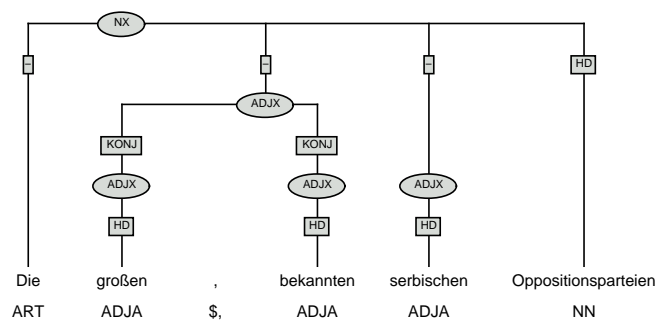 NX
– – – HD
ADJX
KONJ KONJ
ADJX ADJX ADJX
HD HD HD
Die großen , bekannten serbischen Oppositionsparteien
ART ADJA $, ADJA ADJA NN